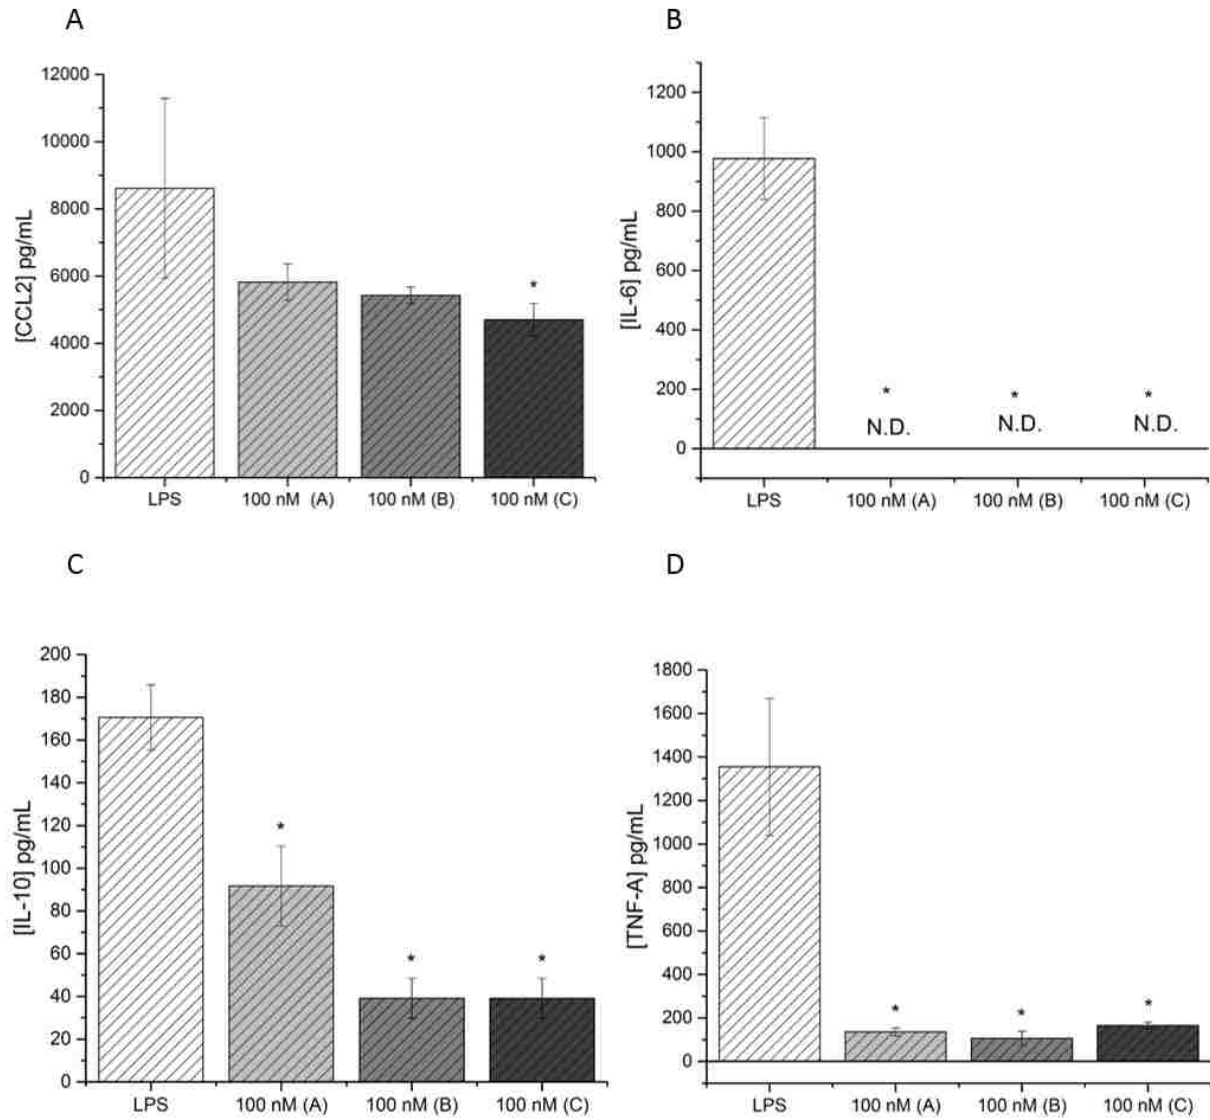 A
12000
10000
8000
6000
4000
2000
0
[CCL2] pg/mL
*
LPS
100 nM (A)
100 nM (B)
100 nM (C)
B
1200
1000
800
600
400
200
0
[IL-6] pg/mL
* * *
N.D. N.D. N.D.
LPS
100 nM (A)
100 nM (B)
100 nM (C)
C
200
180
160
140
120
100
80
60
40
20
0
[IL-10] pg/mL
*
* *
LPS
100 nM (A)
100 nM (B)
100 nM (C)
D
1800
1600
1400
1200
1000
800
600
400
200
0
[TNF-A] pg/mL
* * *
LPS
100 nM (A)
100 nM (B)
100 nM (C)